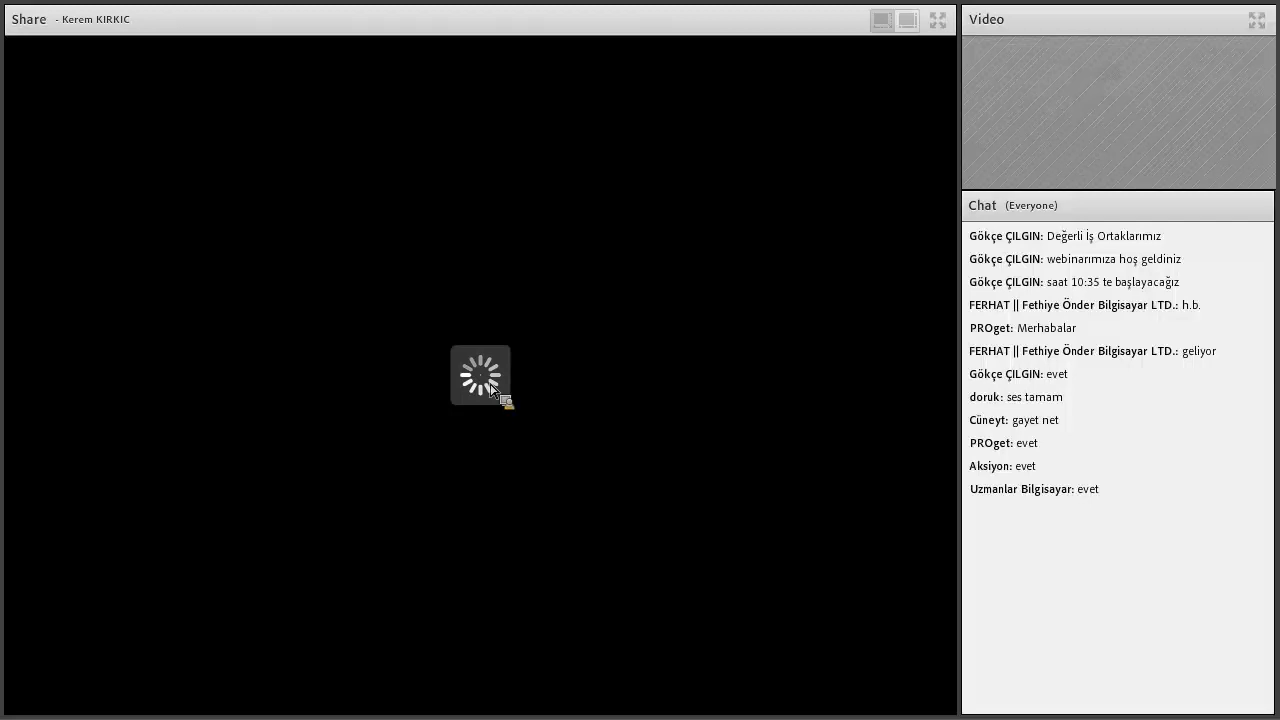 Share - Kerem KIRKIC
Video
Chat (Everyone)
Gökçe ÇILGIN: Değerli İş Ortaklarımız
Gökçe ÇILGIN: webinarımıza hoş geldiniz
Gökçe ÇILGIN: saat 10:35 te başlayacağız
FERHAT || Fethiye Önder Bilgisayar LTD.: h.b.
PROget: Merhabalar
FERHAT || Fethiye Önder Bilgisayar LTD.: geliyor
Gökçe ÇILGIN: evet
doruk: ses tamam
Cüneyt: gayet net
PROget: evet
Aksiyon: evet
Uzmanlar Bilgisayar: evet